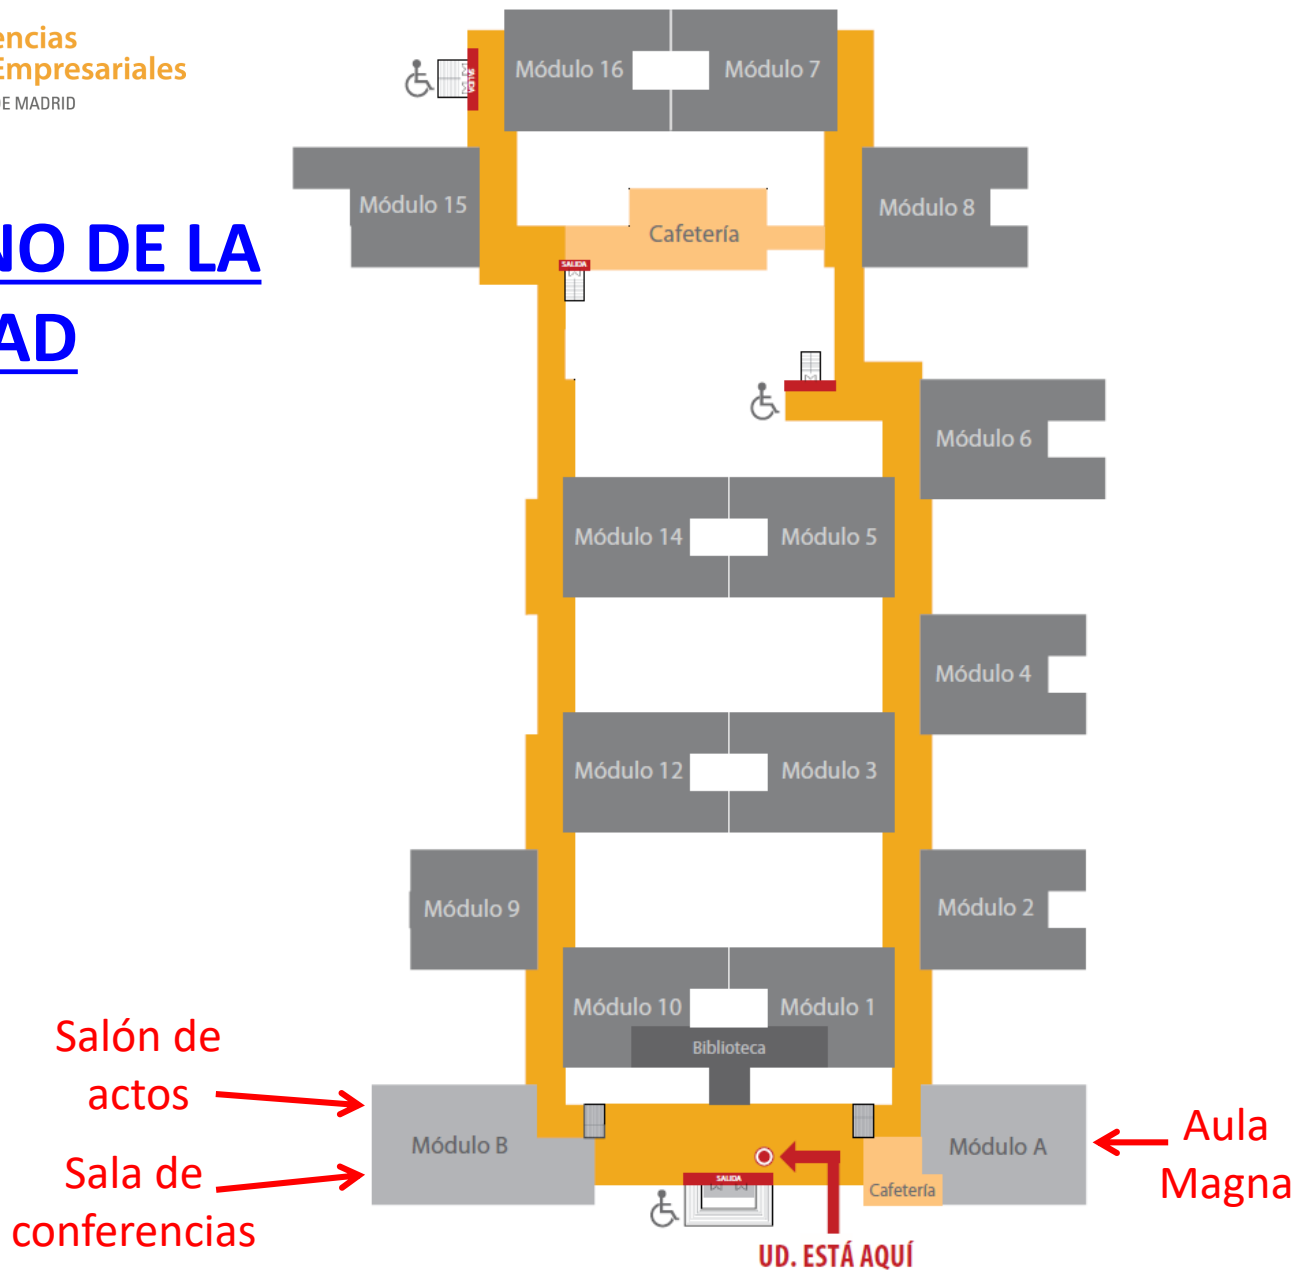 encias
Empresariales
DE MADRID
NO DE LA
AD
Módulo 16
Módulo 7
SALIDA
Módulo 15
Módulo 8
Cafetería
SALIDA
Módulo 6
Módulo 14
Módulo 5
Módulo 4
Módulo 12
Módulo 3
Módulo 9
Módulo 2
Módulo 10
Módulo 1
Biblioteca
Salón de
actos
Sala de
conferencias
Módulo B
Módulo A
Aula
Magna
Cafetería
SALIDA
UD. ESTÁ AQUÍ